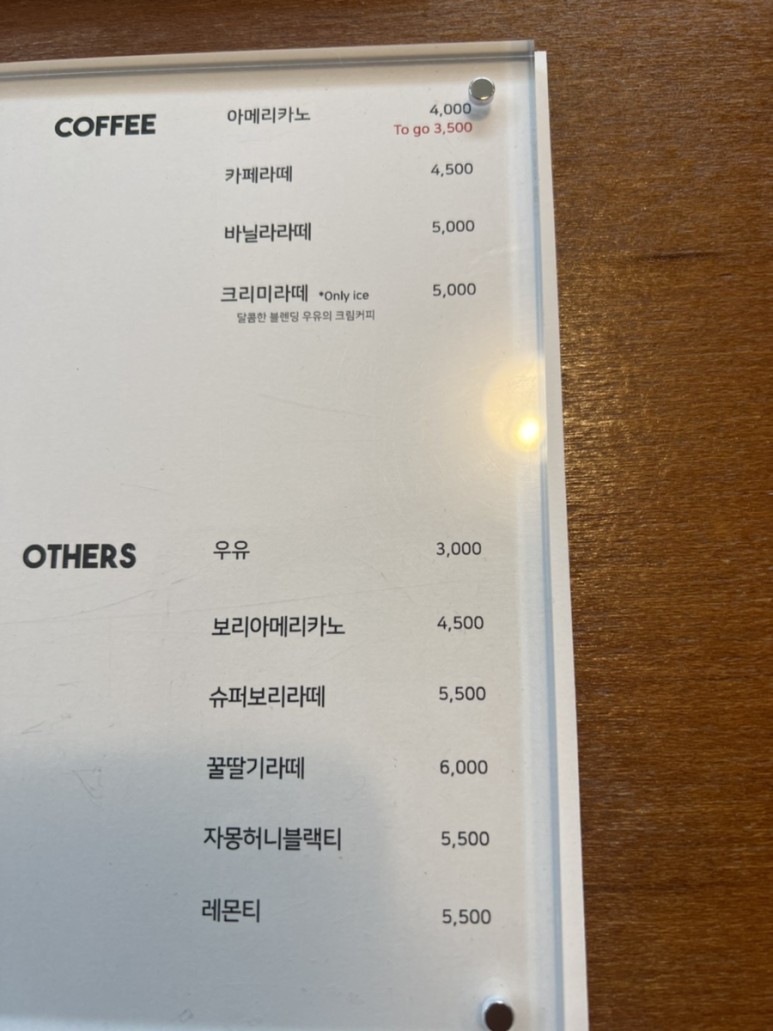 COFFEE
아메리카노 4,000
To go 3,500
카페라떼 4,500
바닐라라떼 5,000
크리미라떼 *Only ice 5,000
달콤한 블렌딩 우유의 크림커피
OTHERS
우유 3,000
보리아메리카노 4,500
슈퍼보리라떼 5,500
꿀딸기라떼 6,000
자몽허니블랙티 5,500
레몬티 5,500